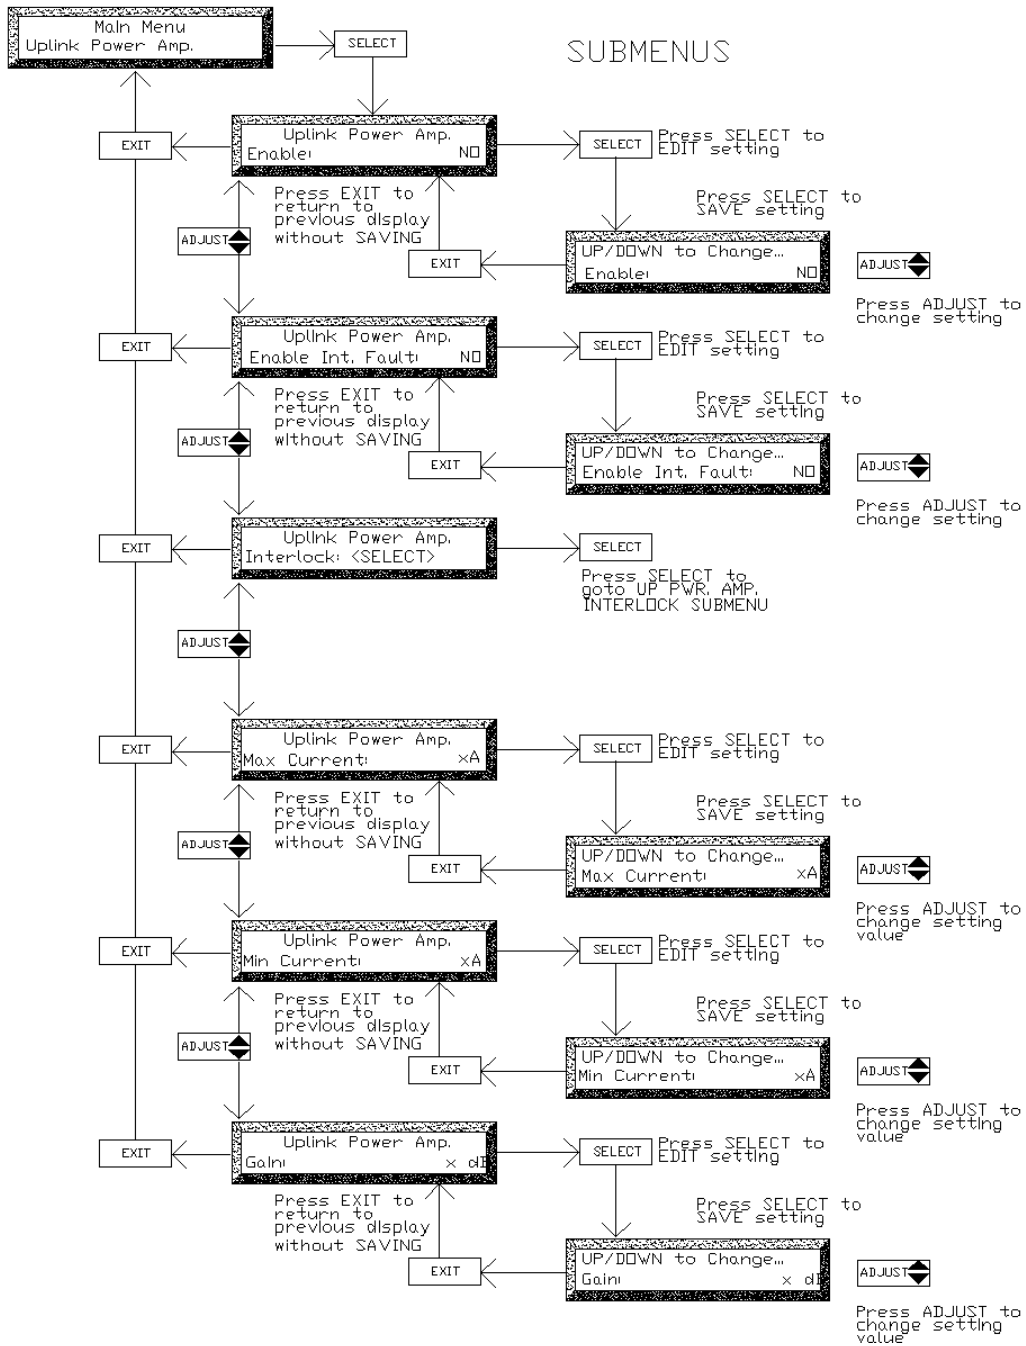 Main Menu
Uplink Power Amp.
SELECT
SUBMENUS
Uplink Power Amp.
Enable: NO
EXIT
SELECT
Press SELECT to
EDIT setting
Press EXIT to
return to
previous display
without SAVING
Press SELECT to
SAVE setting
ADJUST
EXIT
UP/DOWN to Change...
Enable: NO
ADJUST
Press ADJUST to
change setting
Uplink Power Amp.
Enable Int. Fault: NO
EXIT
SELECT
Press SELECT to
EDIT setting
Press EXIT to
return to
previous display
without SAVING
Press SELECT to
SAVE setting
ADJUST
EXIT
UP/DOWN to Change...
Enable Int. Fault: NO
ADJUST
Press ADJUST to
change setting
Uplink Power Amp.
Interlock: <SELECT>
EXIT
SELECT
Press SELECT to
goto UP PWR. AMP.
INTERLOCK SUBMENU
ADJUST
Uplink Power Amp.
Max Current: xA
EXIT
SELECT
Press SELECT to
EDIT setting
Press EXIT to
return to
previous display
without SAVING
Press SELECT to
SAVE setting
ADJUST
EXIT
UP/DOWN to Change...
Max Current: xA
ADJUST
Press ADJUST to
change setting
value
Uplink Power Amp.
Min Current: xA
EXIT
SELECT
Press SELECT to
EDIT setting
Press EXIT to
return to
previous display
without SAVING
Press SELECT to
SAVE setting
ADJUST
EXIT
UP/DOWN to Change...
Min Current: xA
ADJUST
Press ADJUST to
change setting
value
Uplink Power Amp.
Gain: x dB
EXIT
SELECT
Press SELECT to
EDIT setting
Press EXIT to
return to
previous display
without SAVING
Press SELECT to
SAVE setting
EXIT
UP/DOWN to Change...
Gain: x dB
ADJUST
Press ADJUST to
change setting
value